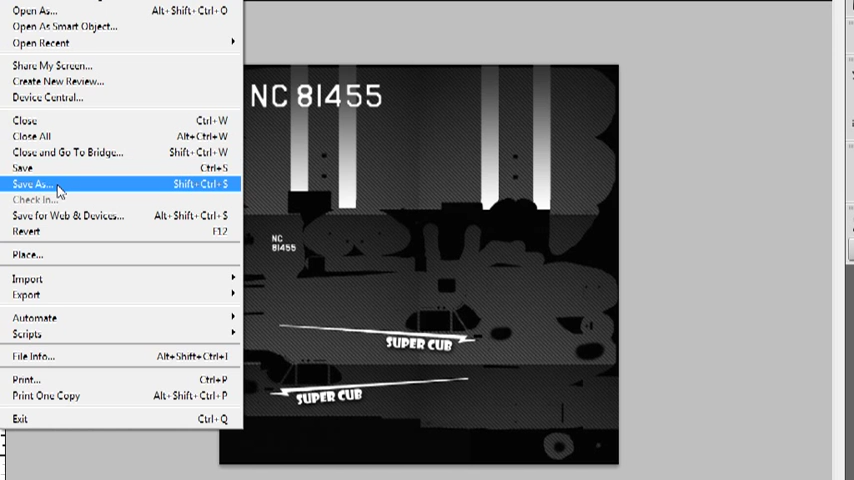 Open As... Alt+Shift+Ctrl+O
Open As Smart Object...
Open Recent
Share My Screen...
Create New Review...
Device Central...
Close Ctrl+W
Close All Alt+Ctrl+W
Close and Go To Bridge... Shift+Ctrl+W
Save Ctrl+S
Save As... Shift+Ctrl+S
Check In...
Save for Web & Devices... Alt+Shift+Ctrl+S
Revert F12
Place...
Import
Export
Automate
Scripts
File Info... Alt+Shift+Ctrl+I
Print... Ctrl+P
Print One Copy Alt+Shift+Ctrl+P
Exit Ctrl+Q
NC 81455
NC
81455
SUPER CUB
SUPER CUB